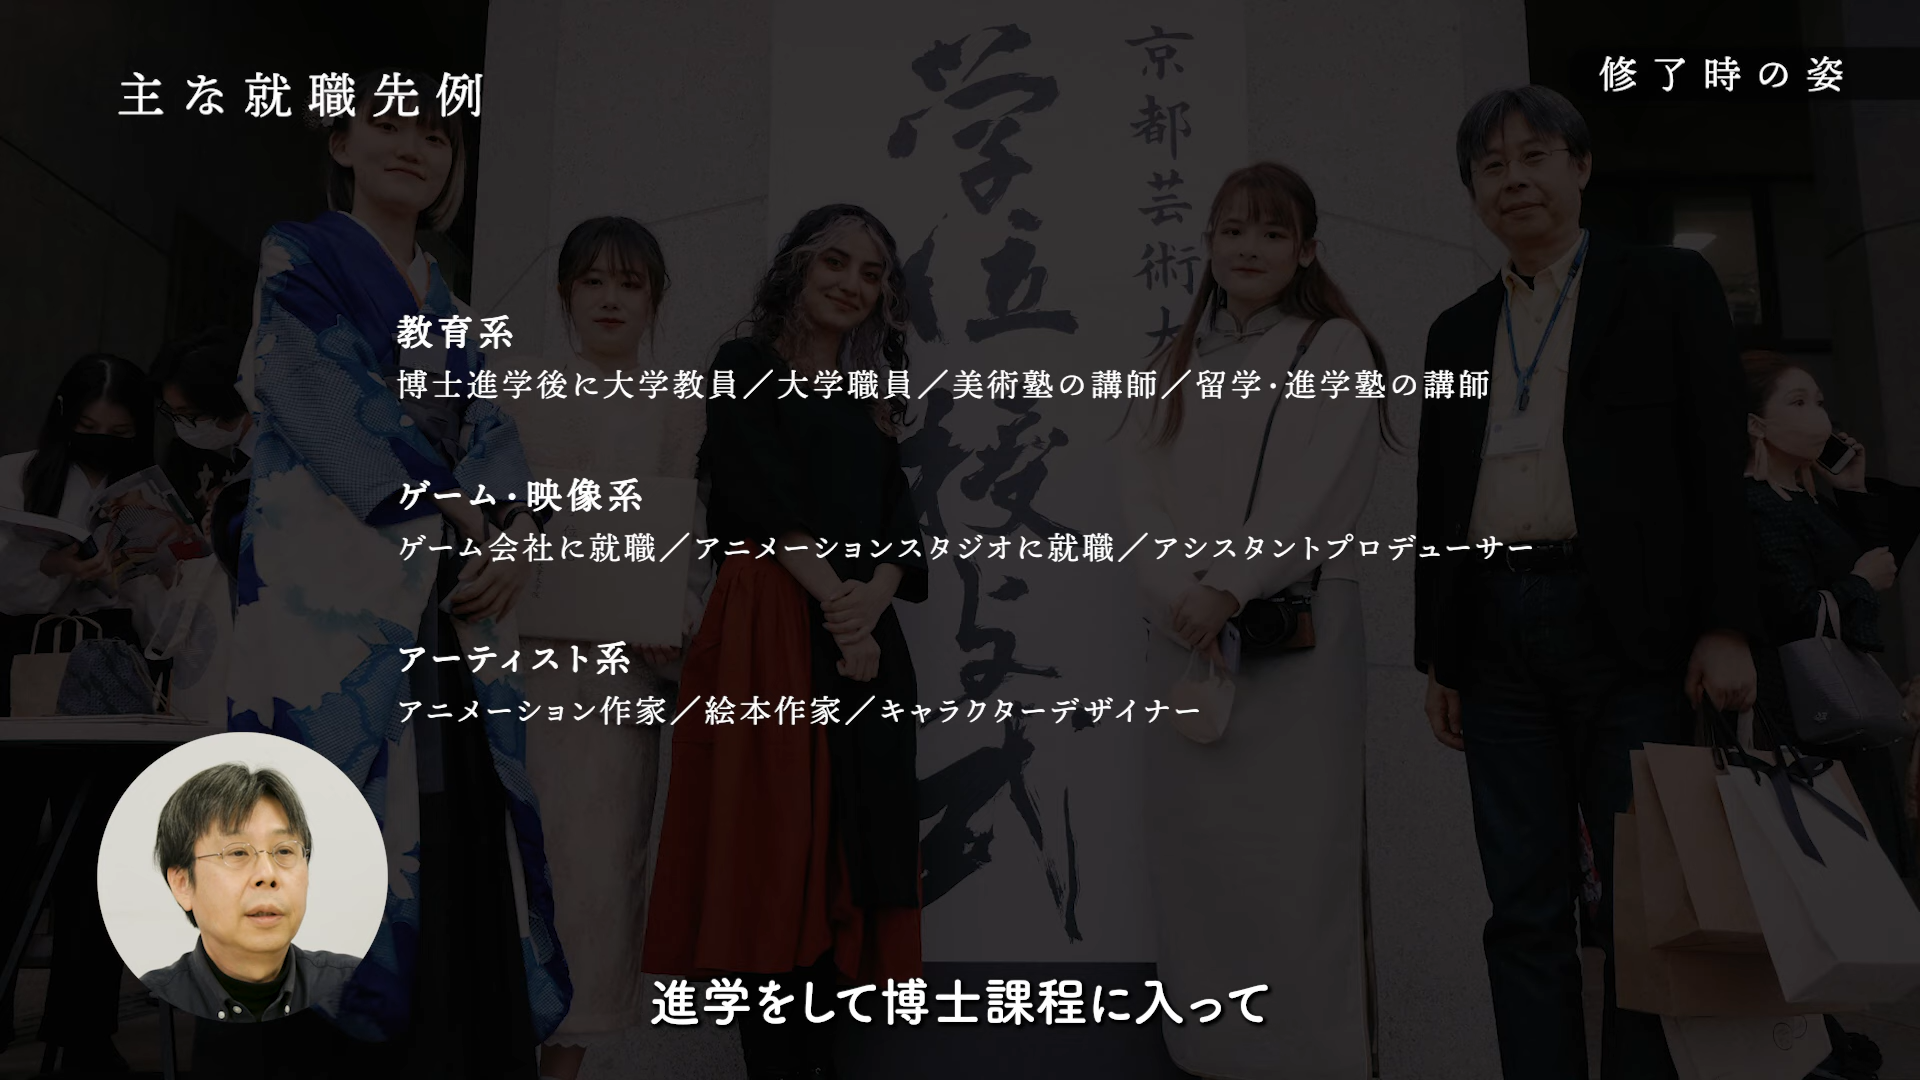 主な就職先例
修了時の姿
京都芸術大
学位授与式
教育系
博士進学後に大学教員／大学職員／美術塾の講師／留学・進学塾の講師
ゲーム・映像系
ゲーム会社に就職／アニメーションスタジオに就職／アシスタントプロデューサー
アーティスト系
アニメーション作家／絵本作家／キャラクターデザイナー
進学をして博士課程に入って